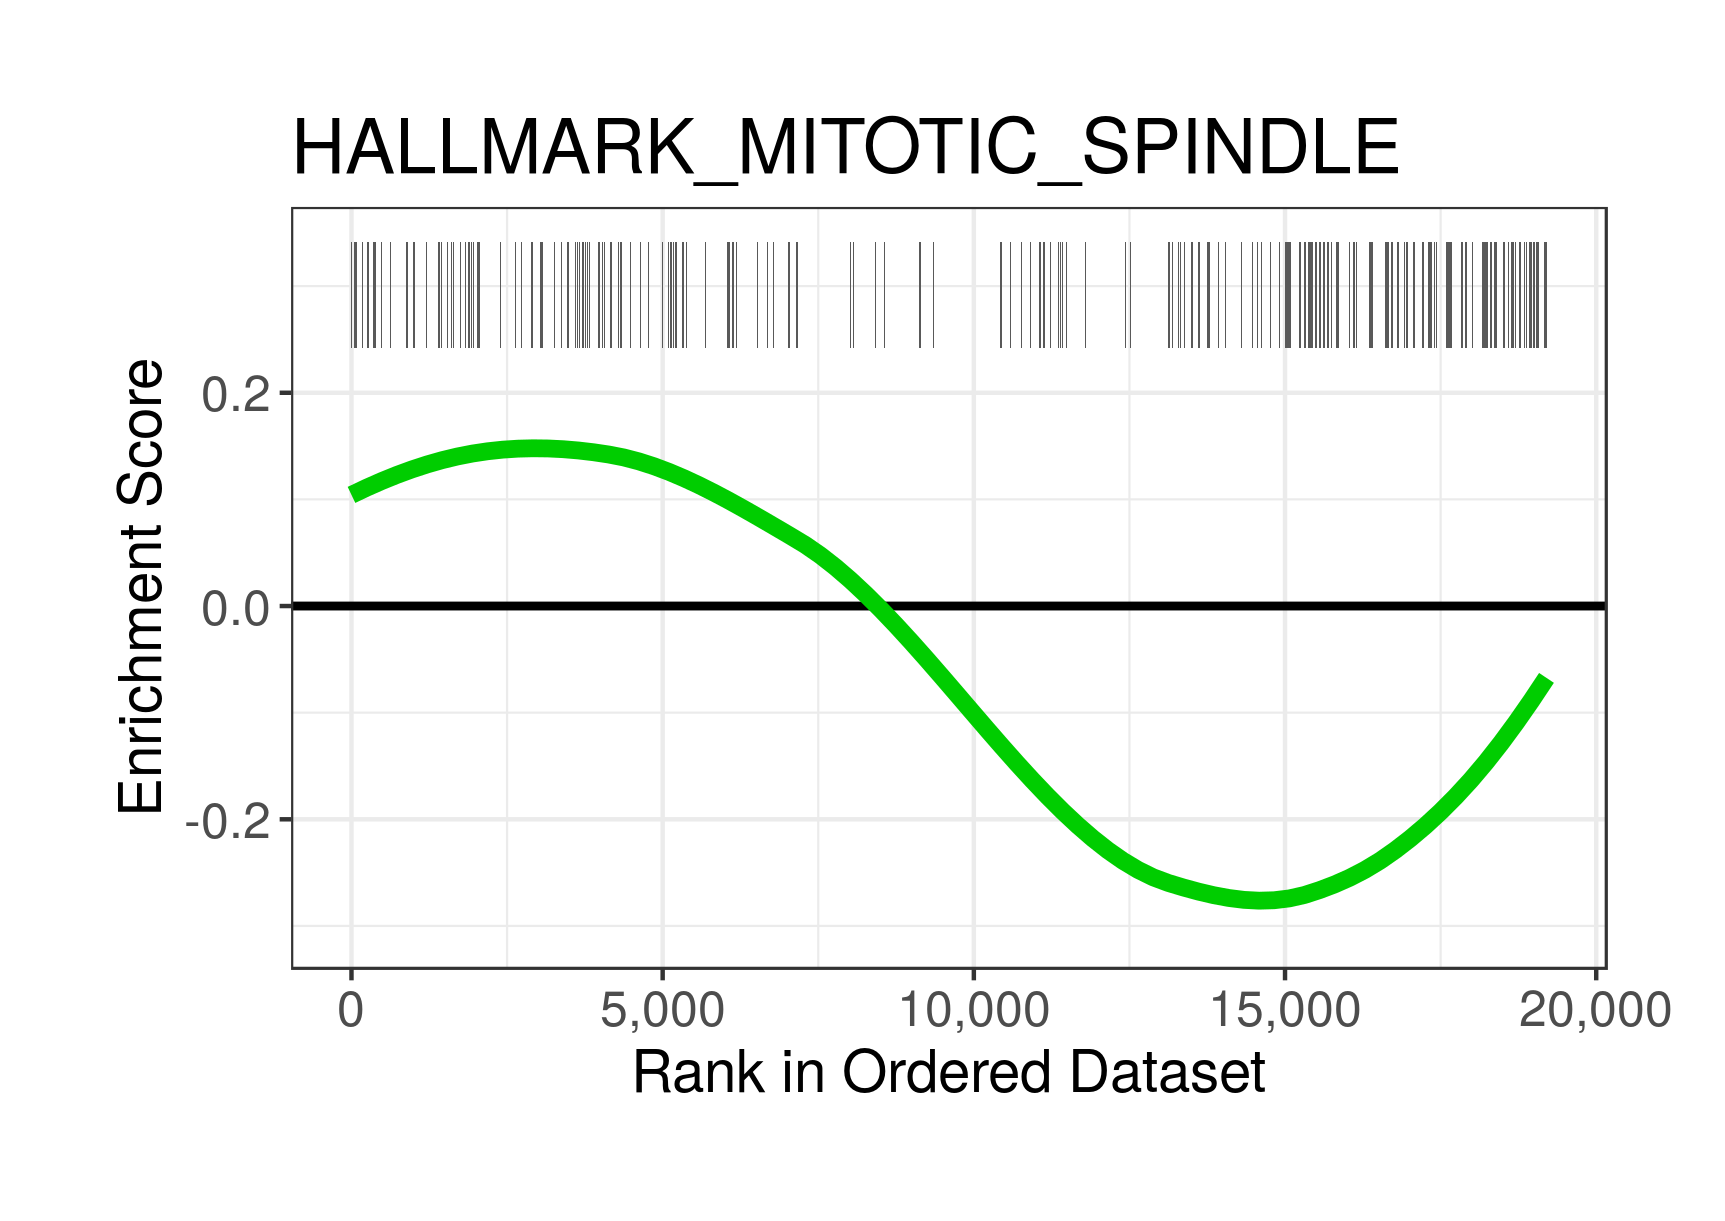 HALLMARK_MITOTIC_SPINDLE
Enrichment Score
0.2
0.0
-0.2
0
5,000
10,000
15,000
20,000
Rank in Ordered Dataset